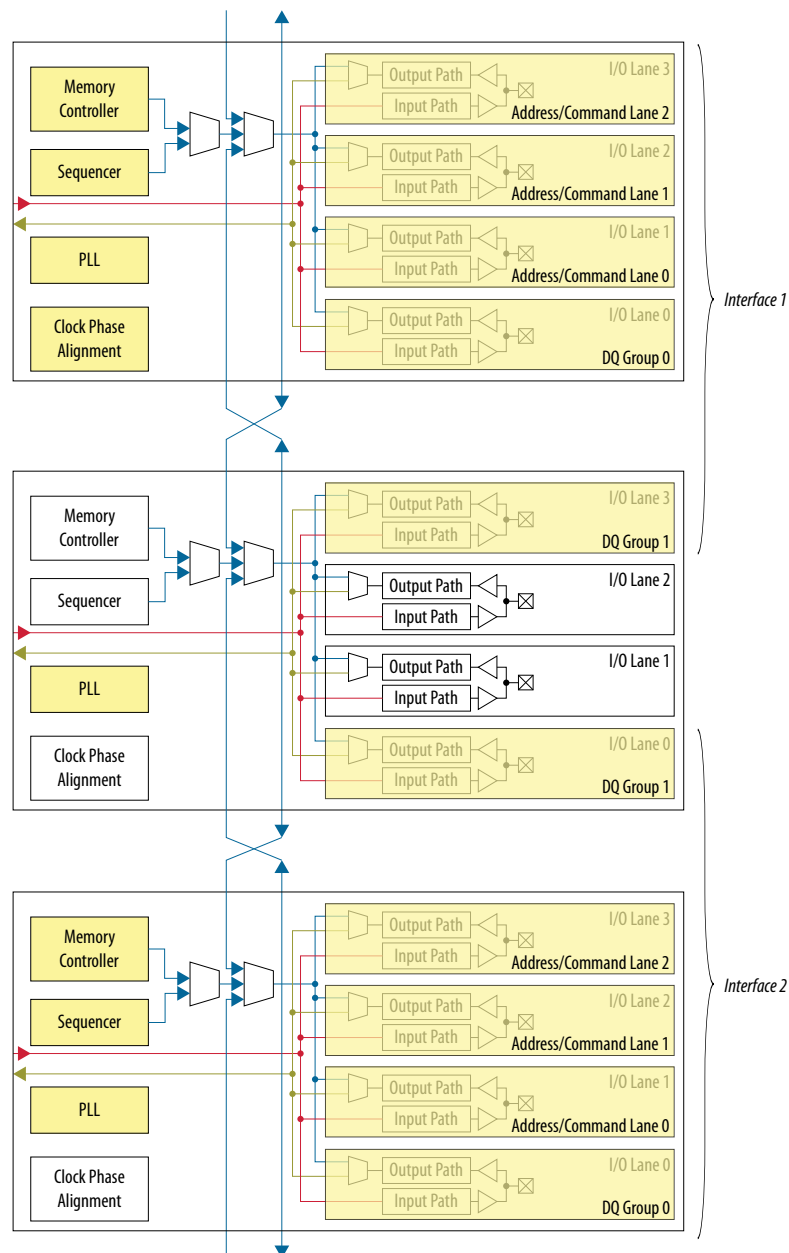 Memory
Controller
Sequencer
PLL
Clock Phase
Alignment
Output Path
I/O Lane 3
Input Path
Address/Command Lane 2
Output Path
I/O Lane 2
Input Path
Address/Command Lane 1
Output Path
I/O Lane 1
Input Path
Address/Command Lane 0
Output Path
I/O Lane 0
Input Path
DQ Group 0
Interface 1
Memory
Controller
Sequencer
PLL
Clock Phase
Alignment
Output Path
I/O Lane 3
Input Path
DQ Group 1
Output Path
I/O Lane 2
Input Path
Output Path
I/O Lane 1
Input Path
Output Path
I/O Lane 0
Input Path
DQ Group 1
Memory
Controller
Sequencer
PLL
Clock Phase
Alignment
Output Path
I/O Lane 3
Input Path
Address/Command Lane 2
Output Path
I/O Lane 2
Input Path
Address/Command Lane 1
Output Path
I/O Lane 1
Input Path
Address/Command Lane 0
Output Path
I/O Lane 0
Input Path
DQ Group 0
Interface 2